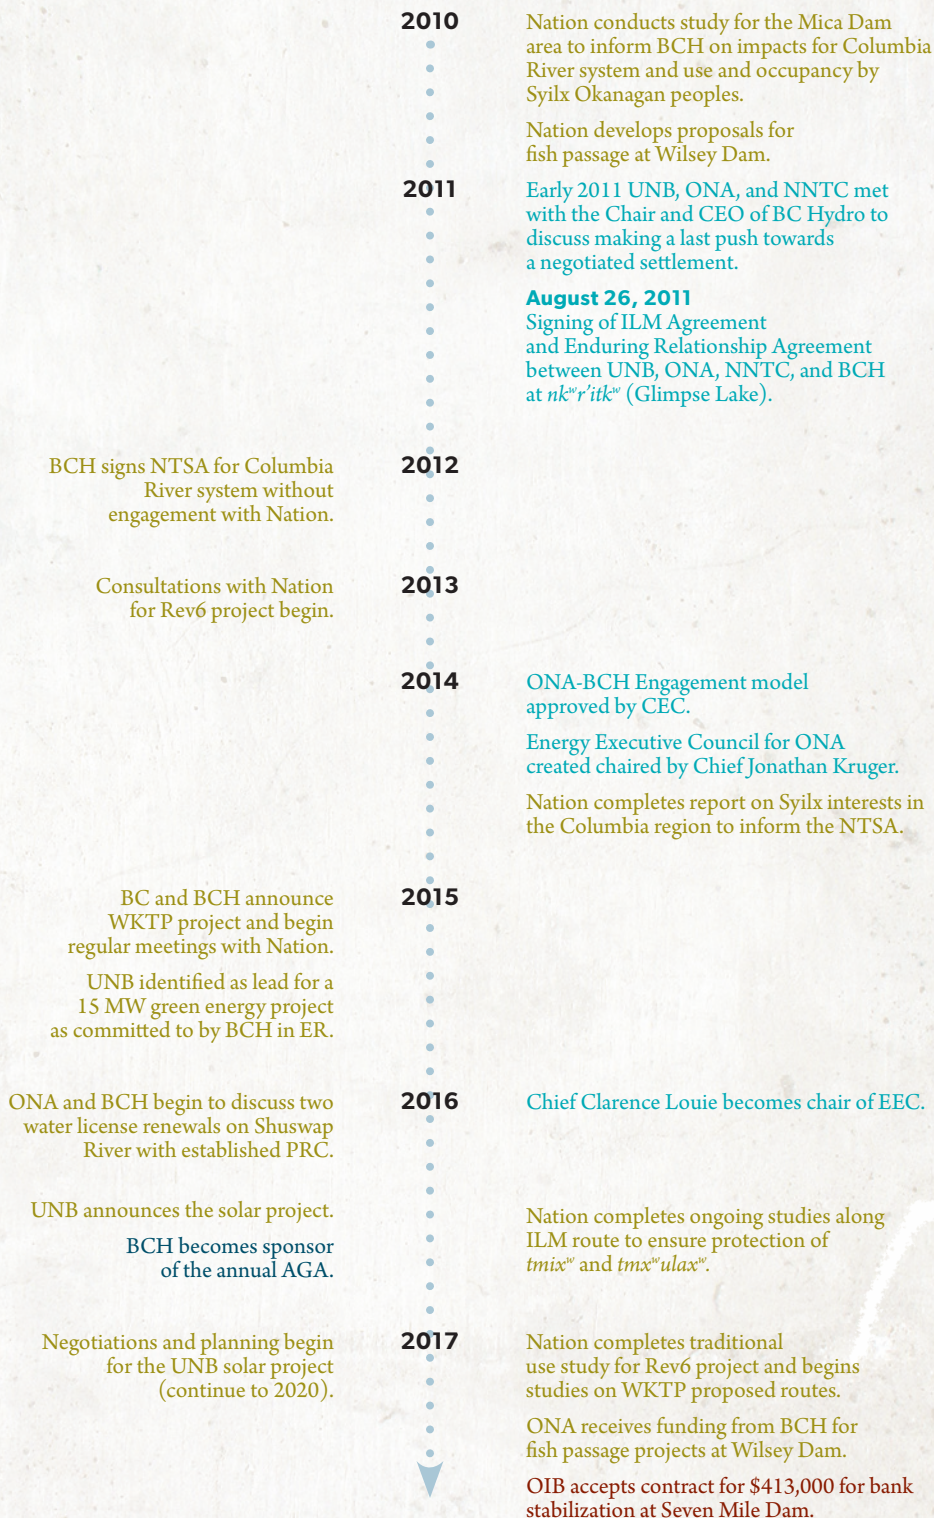 2010
Nation conducts study for the Mica Dam
area to inform BCH on impacts for Columbia
River system and use and occupancy by
Syilx Okanagan peoples.
Nation develops proposals for
fish passage at Wilsey Dam.
2011
Early 2011 UNB, ONA, and NNTC met
with the Chair and CEO of BC Hydro to
discuss making a last push towards
a negotiated settlement.
August 26, 2011
Signing of ILM Agreement
and Enduring Relationship Agreement
between UNB, ONA, NNTC, and BCH
at nkʷr’itkʷ (Glimpse Lake).
2012
BCH signs NTSA for Columbia
River system without
engagement with Nation.
2013
Consultations with Nation
for Rev6 project begin.
2014
ONA-BCH Engagement model
approved by CEC.
Energy Executive Council for ONA
created chaired by Chief Jonathan Kruger.
Nation completes report on Syilx interests in
the Columbia region to inform the NTSA.
2015
BC and BCH announce
WKTP project and begin
regular meetings with Nation.
UNB identified as lead for a
15 MW green energy project
as committed to by BCH in ER.
2016
ONA and BCH begin to discuss two
water license renewals on Shuswap
River with established PRC.
UNB announces the solar project.
BCH becomes sponsor
of the annual AGA.
Chief Clarence Louie becomes chair of EEC.
Nation completes ongoing studies along
ILM route to ensure protection of
tmixʷ and tmxʷulaxʷ.
2017
Negotiations and planning begin
for the UNB solar project
(continue to 2020).
Nation completes traditional
use study for Rev6 project and begins
studies on WKTP proposed routes.
ONA receives funding from BCH for
fish passage projects at Wilsey Dam.
OIB accepts contract for $413,000 for bank
stabilization at Seven Mile Dam.